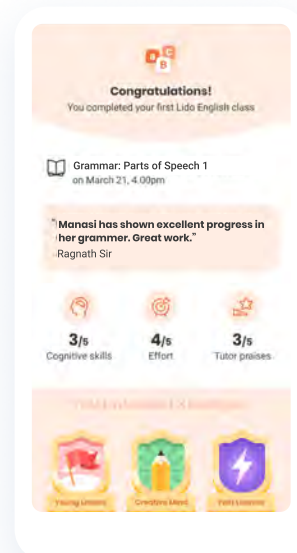 a B C
Congratulations!
You completed your first Lido English class
Grammar: Parts of Speech 1
on March 21, 4.00pm
"Manasi has shown excellent progress in
her grammer. Great work."
-Ragnath Sir
3/5 4/5 3/5
Cognitive skills Effort Tutor praises
Creative Mind Fast Learner